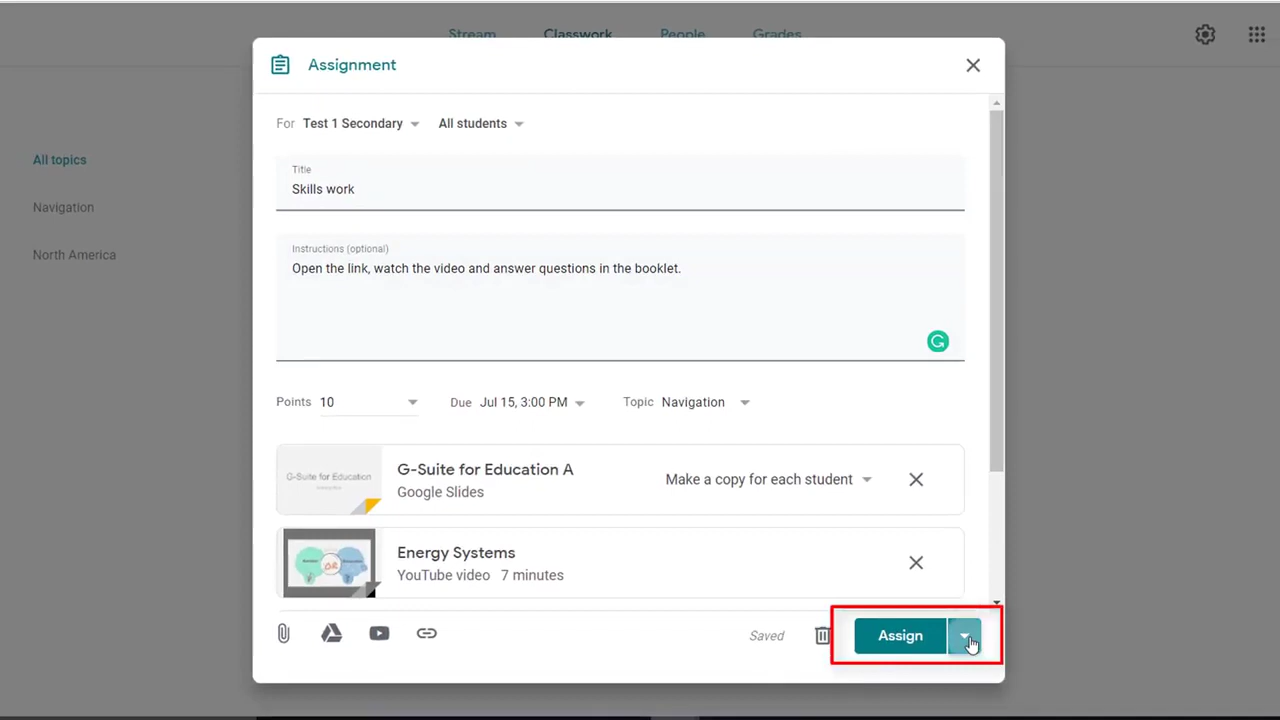 Stream Classwork People Grades
Assignment
For Test 1 Secondary All students
All topics
Title
Skills work
Navigation
Instructions (optional)
North America
Open the link, watch the video and answer questions in the booklet.
Points 10 Due Jul 15, 3:00 PM Topic Navigation
G-Suite for Education
G-Suite for Education A
Google Slides
Make a copy for each student
OR
Energy Systems
YouTube video 7 minutes
Saved
Assign